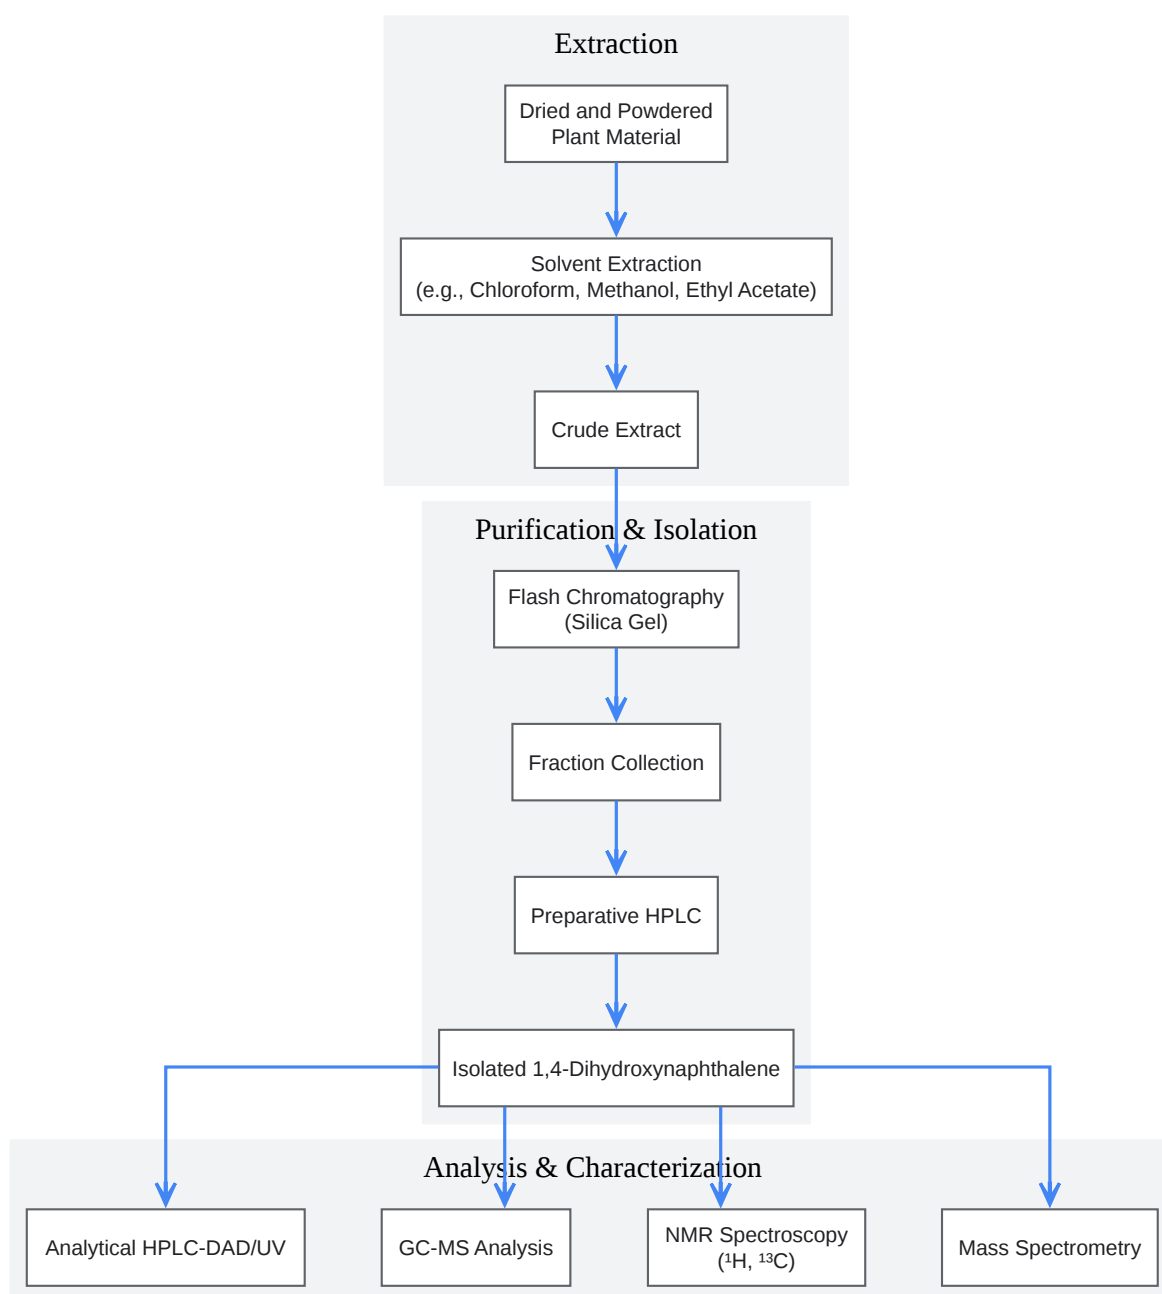 Extraction
Dried and Powdered
Plant Material
Solvent Extraction
(e.g., Chloroform, Methanol, Ethyl Acetate)
Crude Extract
Purification & Isolation
Flash Chromatography
(Silica Gel)
Fraction Collection
Preparative HPLC
Isolated 1,4-Dihydroxynaphthalene
Analysis & Characterization
Analytical HPLC-DAD/UV
GC-MS Analysis
NMR Spectroscopy
(¹H, ¹³C)
Mass Spectrometry